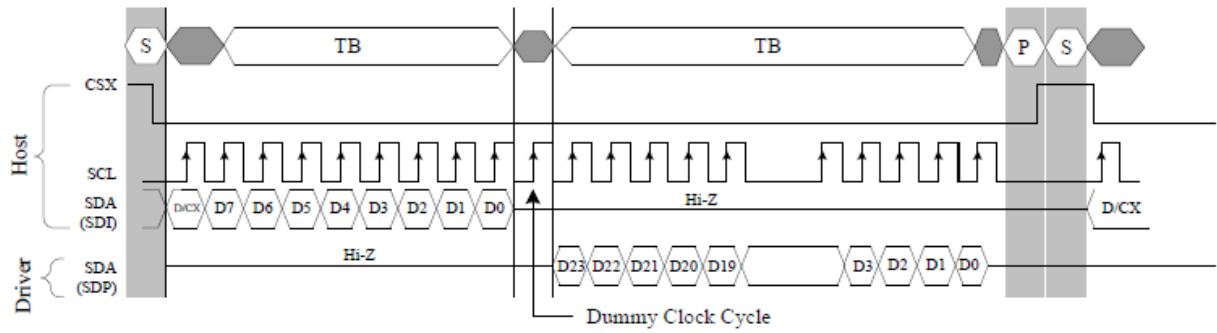 S TB TB P S
CSX
Host
SCL
SDA D/CX D7 D6 D5 D4 D3 D2 D1 D0 Hi-Z D/CX
(SDI)
Hi-Z
Driver
SDA D23 D22 D21 D20 D19 D3 D2 D1 D0
(SDP)
Dummy Clock Cycle